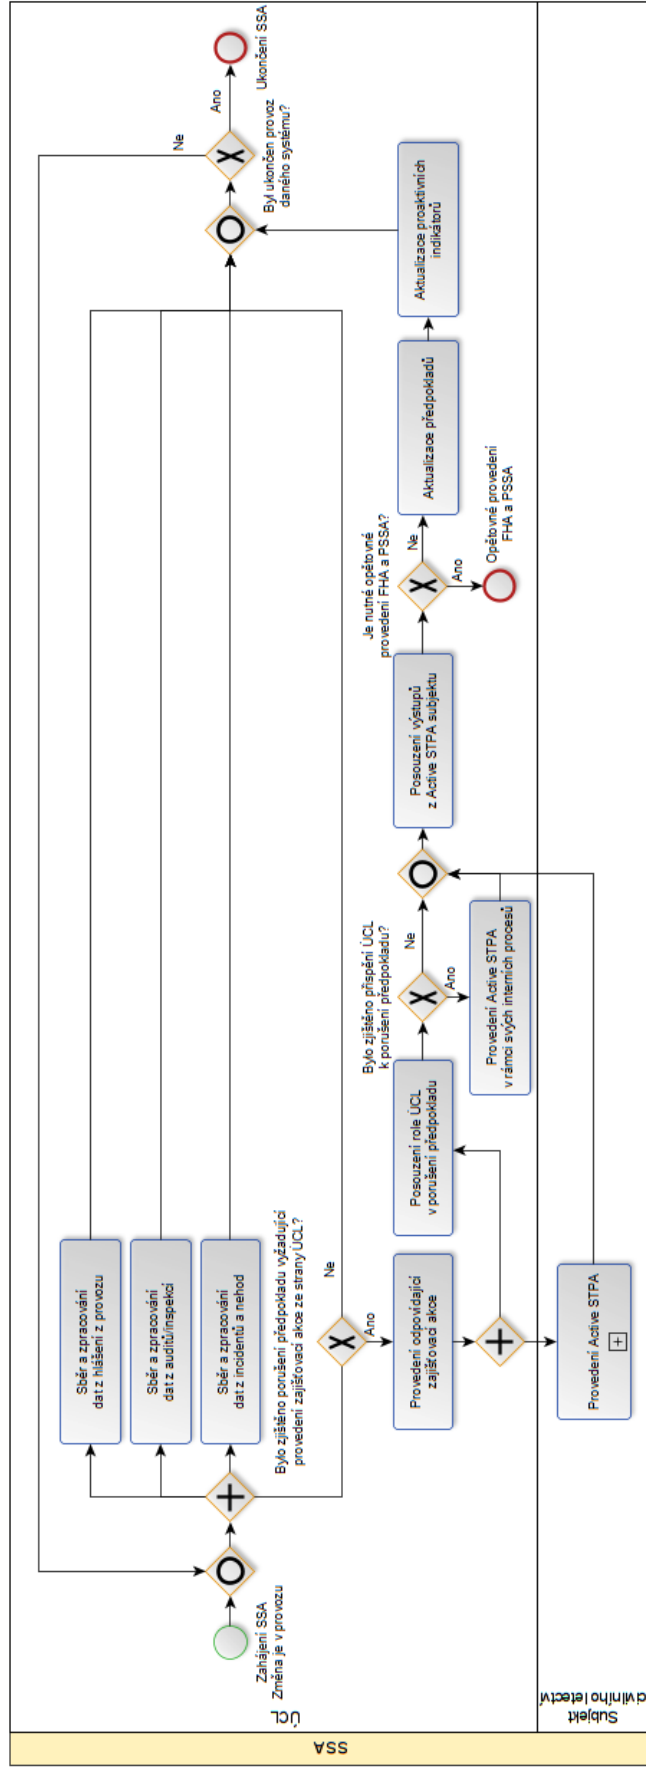 SSA
ÚCL
Subjekt
civilního letectví
Zahájení SSA
Změna je v provozu
Sběr a zpracování
dat z hlášení z provozu
Sběr a zpracování
dat z auditů/inspekcí
Sběr a zpracování
dat z incidentů a nehod
Bylo zjištěno porušení předpokladu vyžadující
provedení zajišťovací akce ze strany ÚCL?
Ne
Ano
Provedení odpovídající
zajišťovací akce
Provedení Active STPA
Posouzení role ÚCL
v porušení předpokladu
Bylo zjištěno přispění ÚCL
k porušení předpokladu?
Ne
Ano
Provedení Active STPA
v rámci svých interních procesů
Posouzení výstupů
z Active STPA subjektu
Je nutné opětovné
provedení FHA a PSSA?
Ne
Ano
Opětovné provedení
FHA a PSSA
Aktualizace předpokladů
Aktualizace proaktivních
indikátorů
Byl ukončen provoz
daného systému?
Ne
Ano
Ukončení SSA